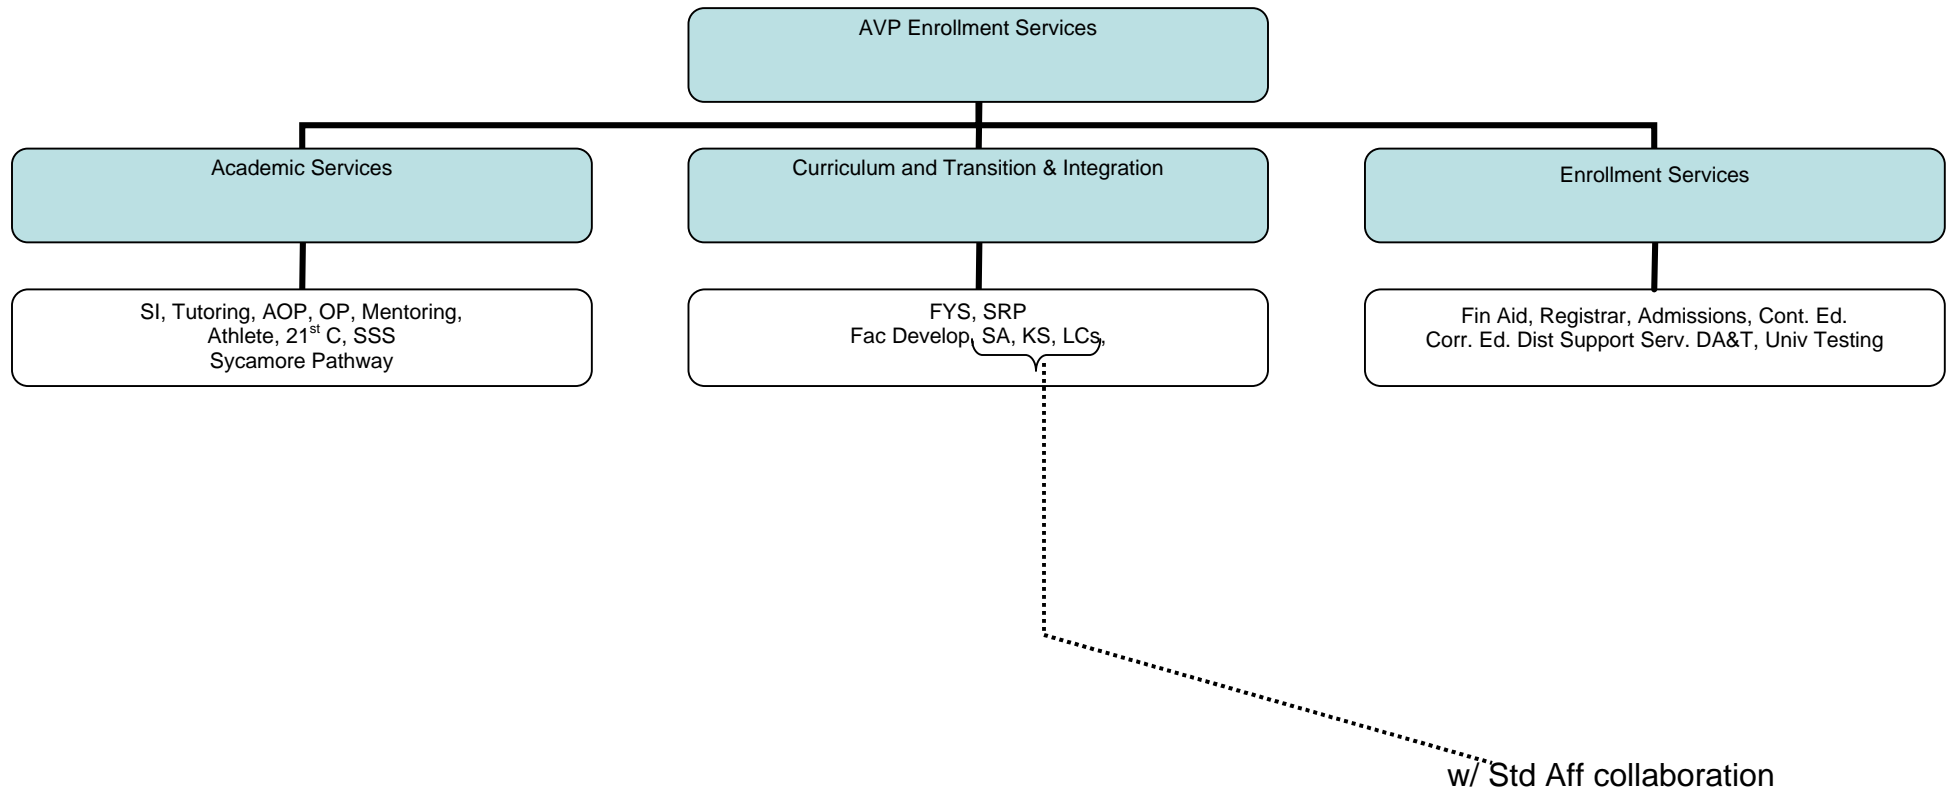 AVP Enrollment Services
Academic Services
Curriculum and Transition & Integration
Enrollment Services
SI, Tutoring, AOP, OP, Mentoring,
Athlete, 21st C, SSS
Sycamore Pathway
FYS, SRP
Fac Develop, SA, KS, LCs,
Fin Aid, Registrar, Admissions, Cont. Ed.
Corr. Ed. Dist Support Serv. DA&T, Univ Testing
w/ Std Aff collaboration